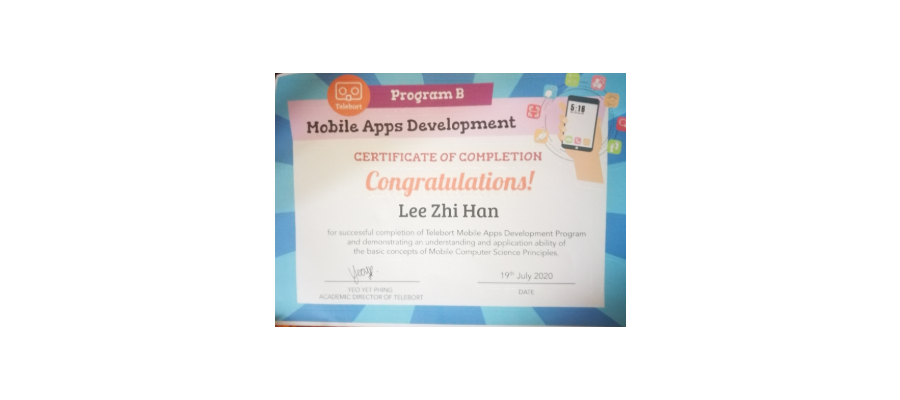 Program B
Telebort
Mobile Apps Development
5:18
CERTIFICATE OF COMPLETION
Congratulations!
Lee Zhi Han
for successful completion of Telebort Mobile Apps Development Program
and demonstrating an understanding and application ability of
the basic concepts of Mobile Computer Science Principles.
19th July 2020
YEO YET PHING
DATE
ACADEMIC DIRECTOR OF TELEBORT